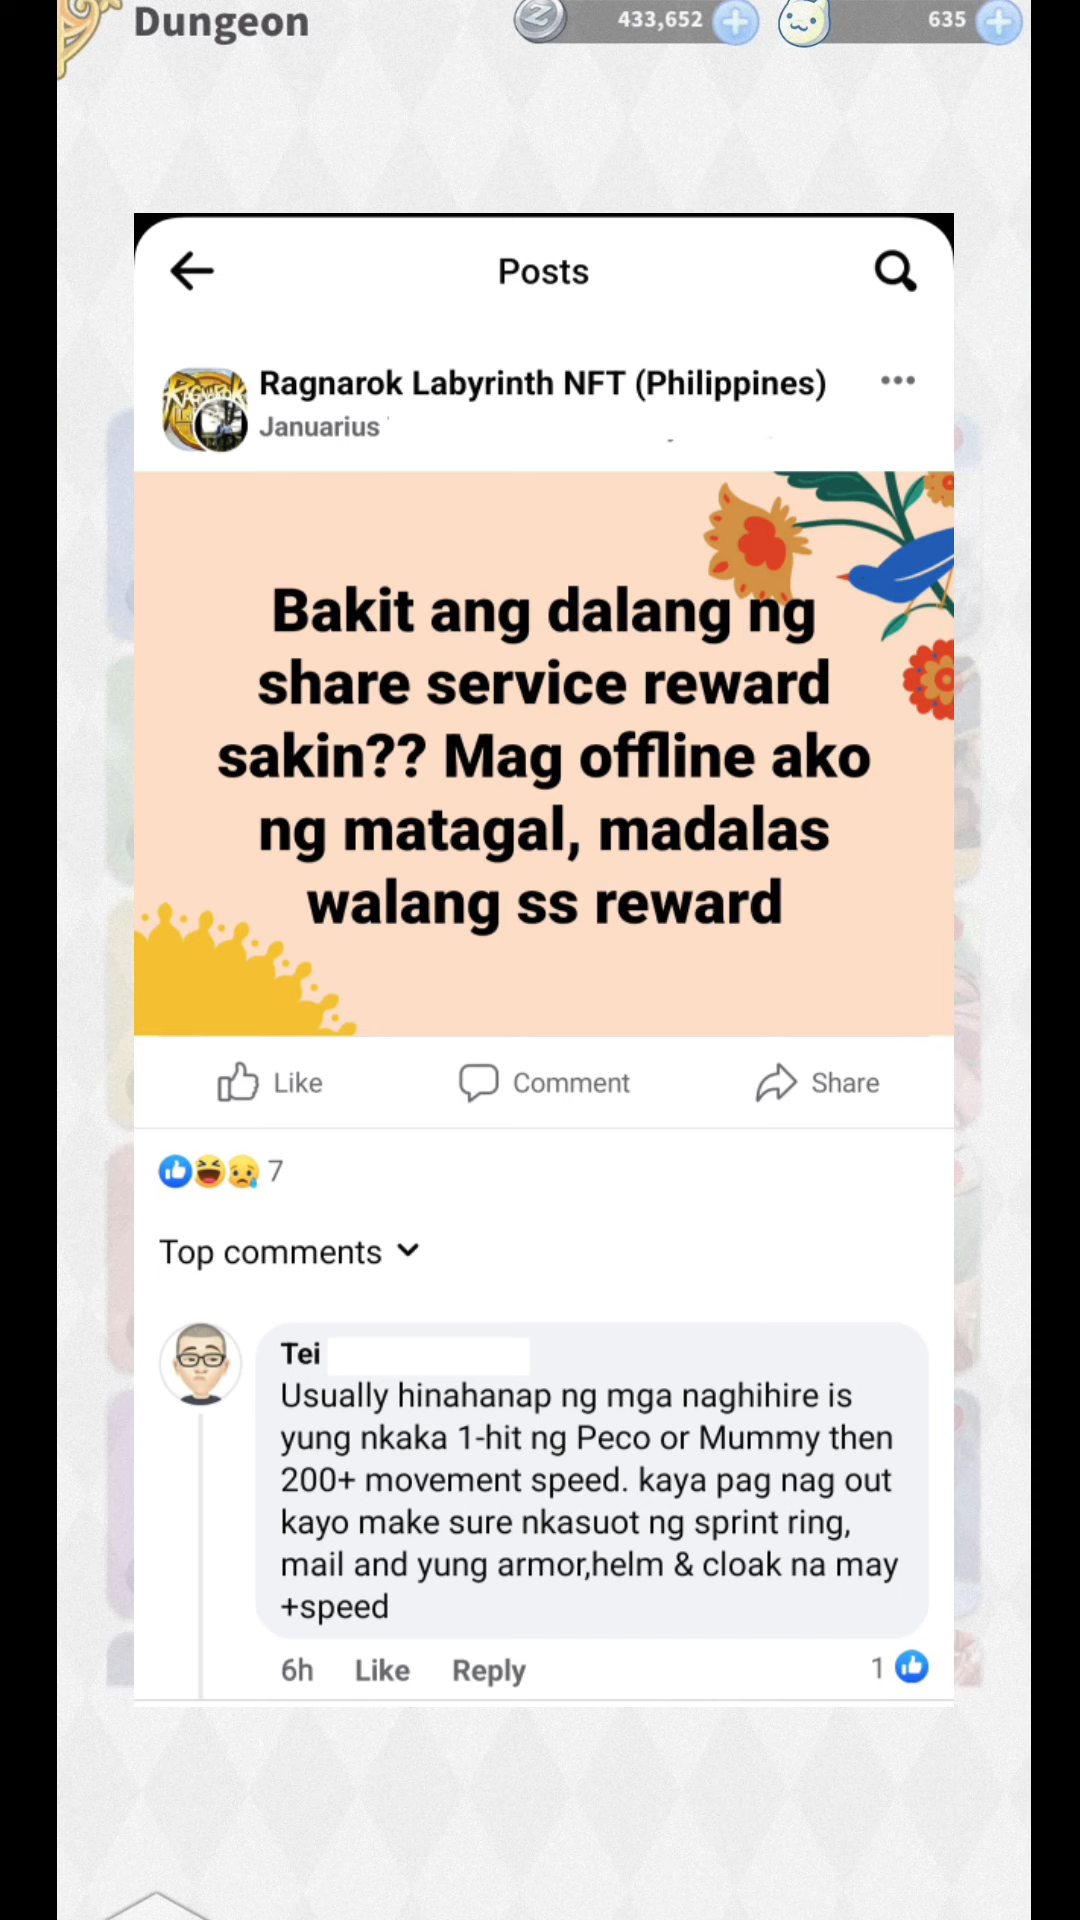 Dungeon
433,652
635
Posts
Ragnarok Labyrinth NFT (Philippines)
Januarius
Bakit ang dalang ng
share service reward
sakin?? Mag offline ako
ng matagal, madalas
walang ss reward
Like
Comment
Share
7
Top comments
Tei
Usually hinahanap ng mga naghihire is
yung nkaka 1-hit ng Peco or Mummy then
200+ movement speed. kaya pag nag out
kayo make sure nkasuot ng sprint ring,
mail and yung armor,helm & cloak na may
+speed
6h
Like
Reply
1